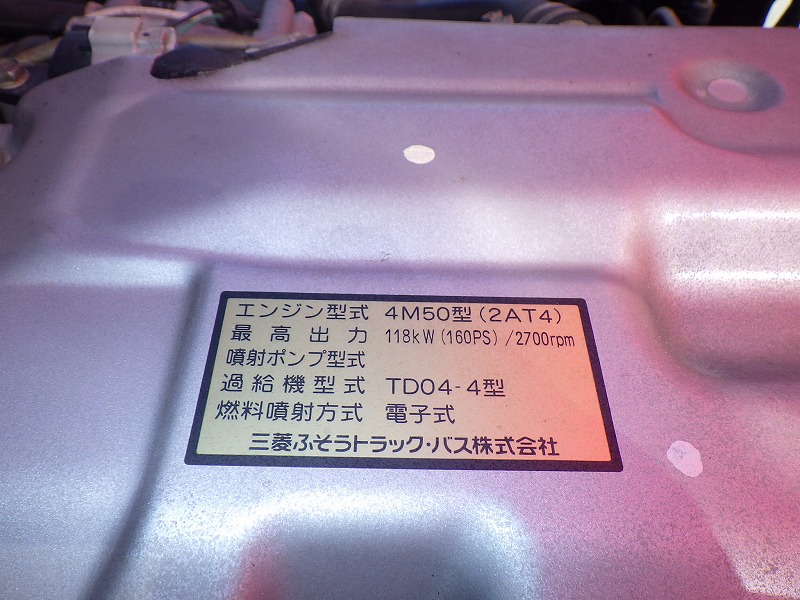 エンジン型式 4M50型(2AT4)
最高出力 118kW(160PS)/2700rpm
噴射ポンプ型式
過給機型式 TD04-4型
燃料噴射方式 電子式
三菱ふそうトラック・バス株式会社